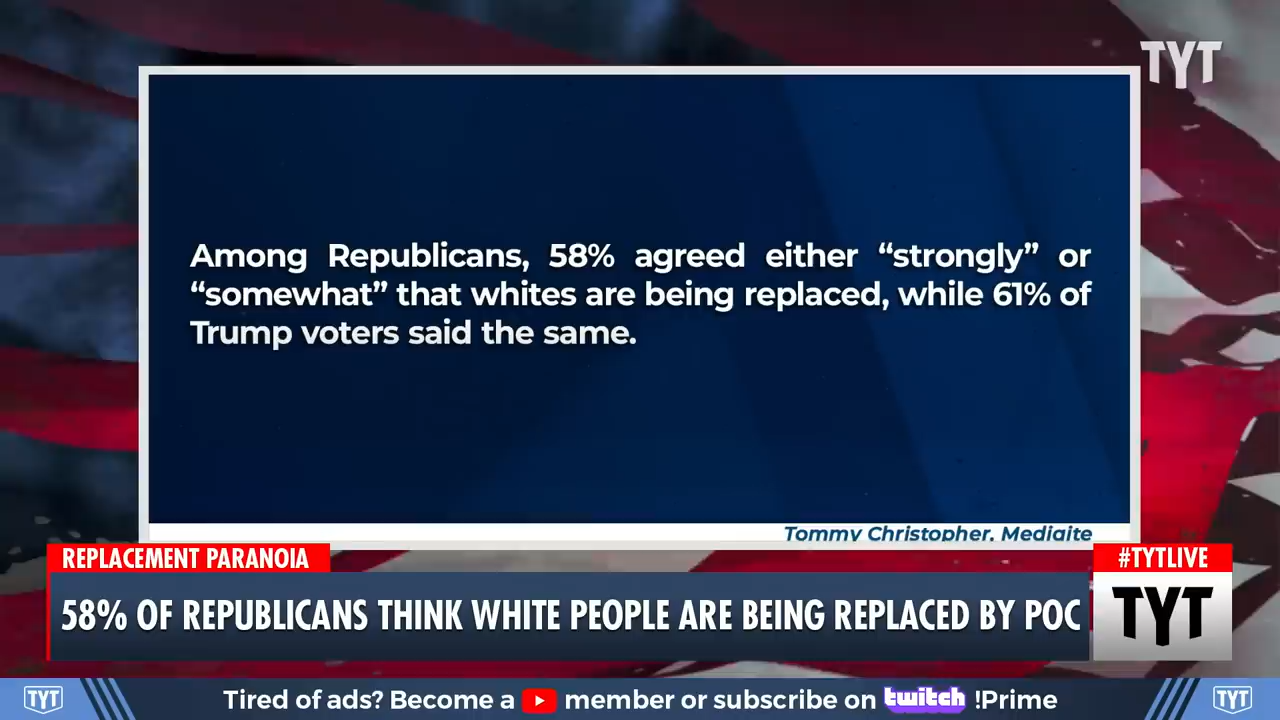 TYT
Among Republicans, 58% agreed either “strongly” or
“somewhat” that whites are being replaced, while 61% of
Trump voters said the same.
Tommy Christopher, Mediaite
REPLACEMENT PARANOIA
#TYTLIVE
58% OF REPUBLICANS THINK WHITE PEOPLE ARE BEING REPLACED BY POC
TYT
TYT
Tired of ads? Become a member or subscribe on twitch !Prime
TYT